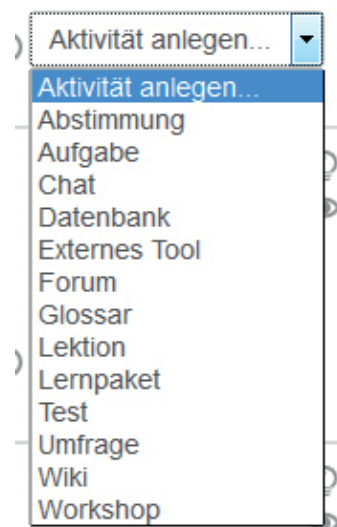 Aktivität anlegen...
Aktivität anlegen...
Abstimmung
Aufgabe
Chat
Datenbank
Externes Tool
Forum
Glossar
Lektion
Lernpaket
Test
Umfrage
Wiki
Workshop